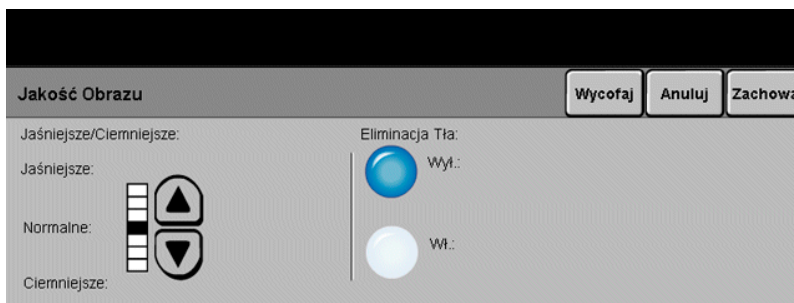 Jakość Obrazu
Wycofaj
Anuluj
Zachowa
Jaśniejsze/Ciemniejsze:
Jaśniejsze:
Normalne:
Ciemniejsze:
Eliminacja Tła:
Wył.:
Wł.: